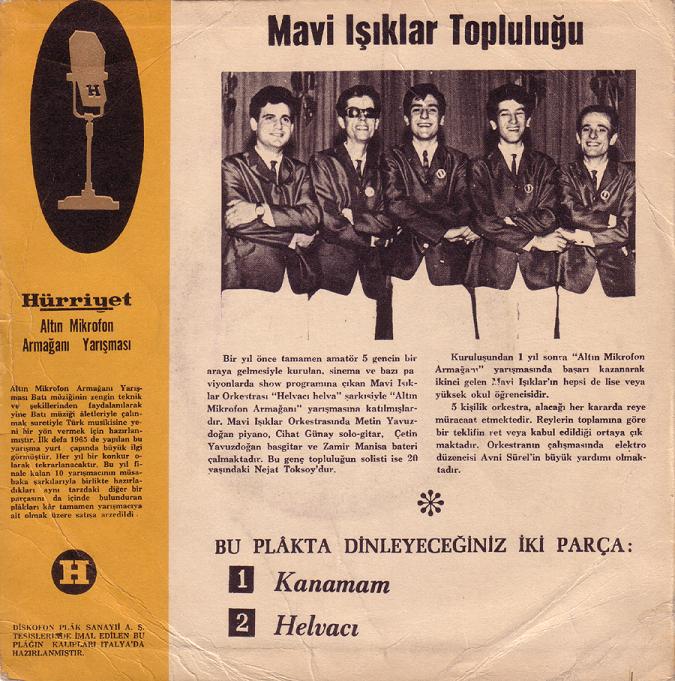 H
Hürriyet
Altın Mikrofon
Armağanı Yarışması
Altın Mikrofon Armağanı Yarış-
ması Batı müziğinin zengin teknik
ve şekillerinden faydalanılarak
yine Batı müziği âletleriyle çalın-
mak suretiyle Türk musikisine ye-
ni bir yön vermek için hazırlan-
mıştır. İlk defa 1965 de yapılan bu
yarışma yurt çapında büyük ilgi
görmüştür. Her yıl bir konkur o-
larak tekrarlanacaktır. Bu yıl fi-
nale kalan 10 yarışmacının müsa-
baka şarkılarıyla birlikte hazırla-
dıkları aynı tarzdaki diğer bir
parçasını da içinde bulunduran
plâkları kâr tamamen yarışmacıya
ait olmak üzere satışa arzedildi.
H
DİSKOFON PLÂK SANAYİİ A. Ş.
TESİSLERİNDE İMAL EDİLEN BU
PLÂĞIN KALIPLARI İTALYA'DA
HAZIRLANMIŞTIR.
Mavi Işıklar Topluluğu
Bir yıl önce tamamen amatör 5 gencin bir
araya gelmesiyle kurulan, sinema ve bazı pa-
viyonlarda show programına çıkan Mavi Işık-
lar Orkestrası "Helvacı helva" şarkısiyle "Altın
Mikrofon Armağanı" yarışmasına katılmışlar-
dır. Mavi Işıklar Orkestrasında Metin Yavuz-
doğan piyano, Cihat Günay solo-gitar, Çetin
Yavuzdoğan basgitar ve Zamir Manisa bateri
çalmaktadır. Bu genç topluluğun solisti ise 20
yaşındaki Nejat Toksoy'dur.
Kuruluşundan 1 yıl sonra "Altın Mikrofon
Armağanı" yarışmasında başarı kazanarak
ikinci gelen Mavi Işıklar'ın hepsi de lise veya
yüksek okul öğrencisidir.
5 kişilik orkestra, alacağı her kararda reye
müracaat etmektedir. Reylerin toplamına göre
bir teklifin ret veya kabul edildiği ortaya çık-
maktadır. Orkestranın çalışmasında elektro
düzencisi Avni Sürel'in büyük yardımı olmak-
tadır.
BU PLÂKTA DİNLEYECEĞİNİZ İKİ PARÇA:
1 Kanamam
2 Helvacı